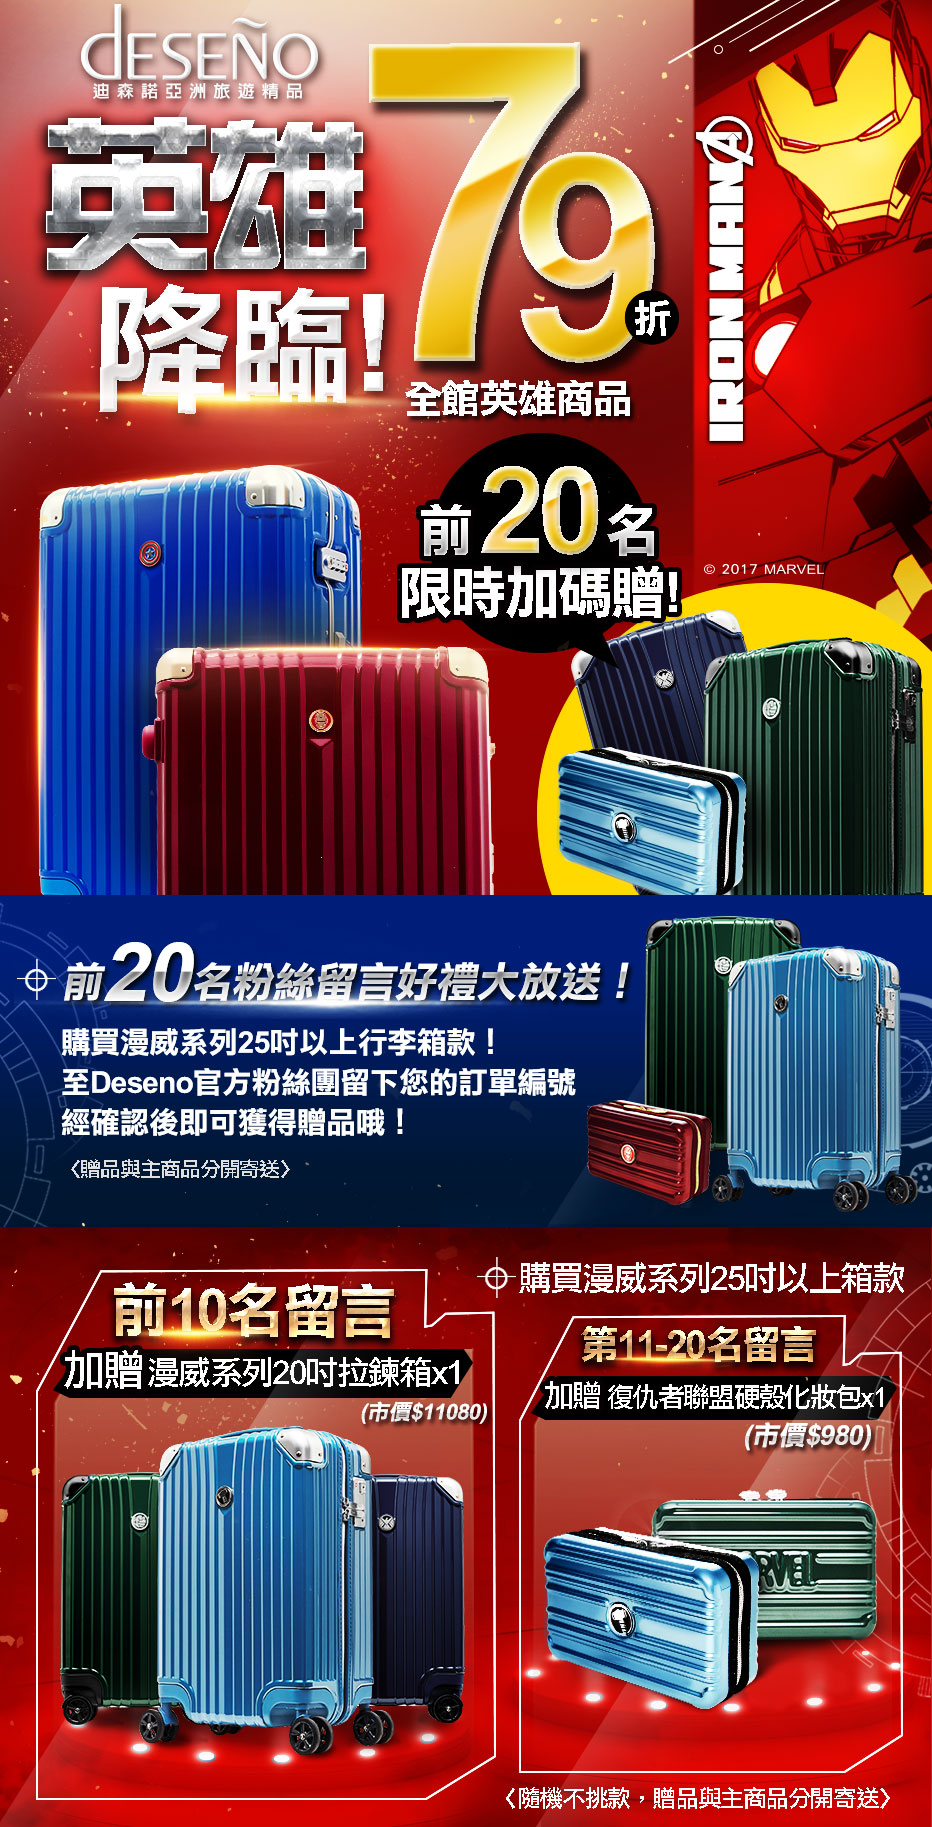 DESEÑO
迪森諾亞洲旅遊精品
英雄
降臨!
79折
全館英雄商品
IRON MAN
© 2017 MARVEL
前20名
限時加碼贈!
前20名粉絲留言好禮大放送！
購買漫威系列25吋以上行李箱款！
至Deseno官方粉絲團留下您的訂單編號
經確認後即可獲得贈品哦！
〈贈品與主商品分開寄送〉
購買漫威系列25吋以上箱款
前10名留言
加贈 漫威系列20吋拉鍊箱x1
(市價$11080)
第11-20名留言
加贈 復仇者聯盟硬殼化妝包x1
(市價$980)
RVEL
〈隨機不挑款，贈品與主商品分開寄送〉